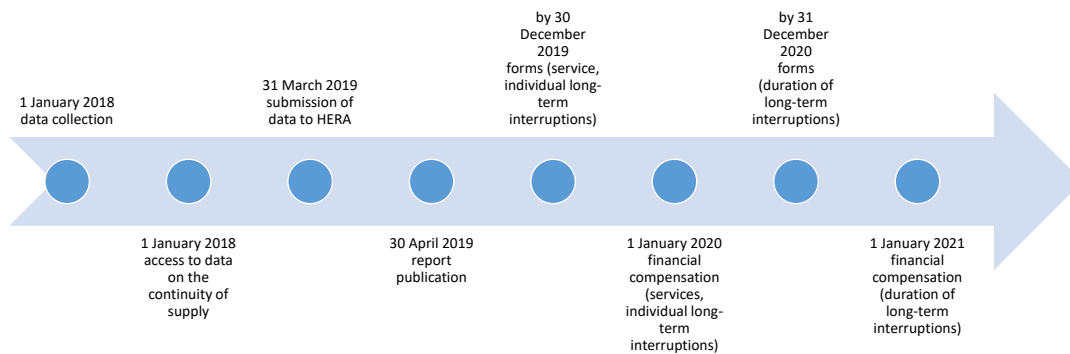 1 January 2018
data collection
1 January 2018
access to data
on the
continuity of
supply
31 March 2019
submission of
data to HERA
30 April 2019
report
publication
by 30
December
2019
forms (service,
individual long-
term
interruptions)
1 January 2020
financial
compensation
(services,
individual long-
term
interruptions)
by 31
December
2020
forms
(duration of
long-term
interruptions)
1 January 2021
financial
compensation
(duration of
long-term
interruptions)